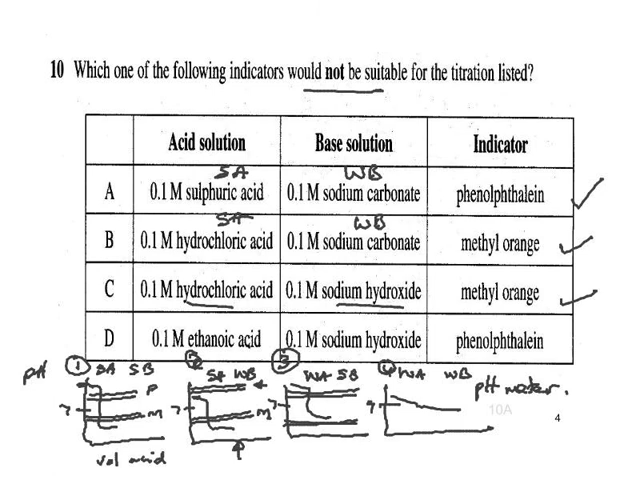 10 Which one of the following indicators would not be suitable for the titration listed?
Acid solution Base solution Indicator
SA WB
A 0.1 M sulphuric acid 0.1 M sodium carbonate phenolphthalein
SA WB
B 0.1 M hydrochloric acid 0.1 M sodium carbonate methyl orange
C 0.1 M hydrochloric acid 0.1 M sodium hydroxide methyl orange
D 0.1 M ethanoic acid 0.1 M sodium hydroxide phenolphthalein
pH 1 SA SB 2 SA WB 3 WA SB 4 WA WB pH meter.
P
7 M 7 M 7 7
10A
4
vol acid